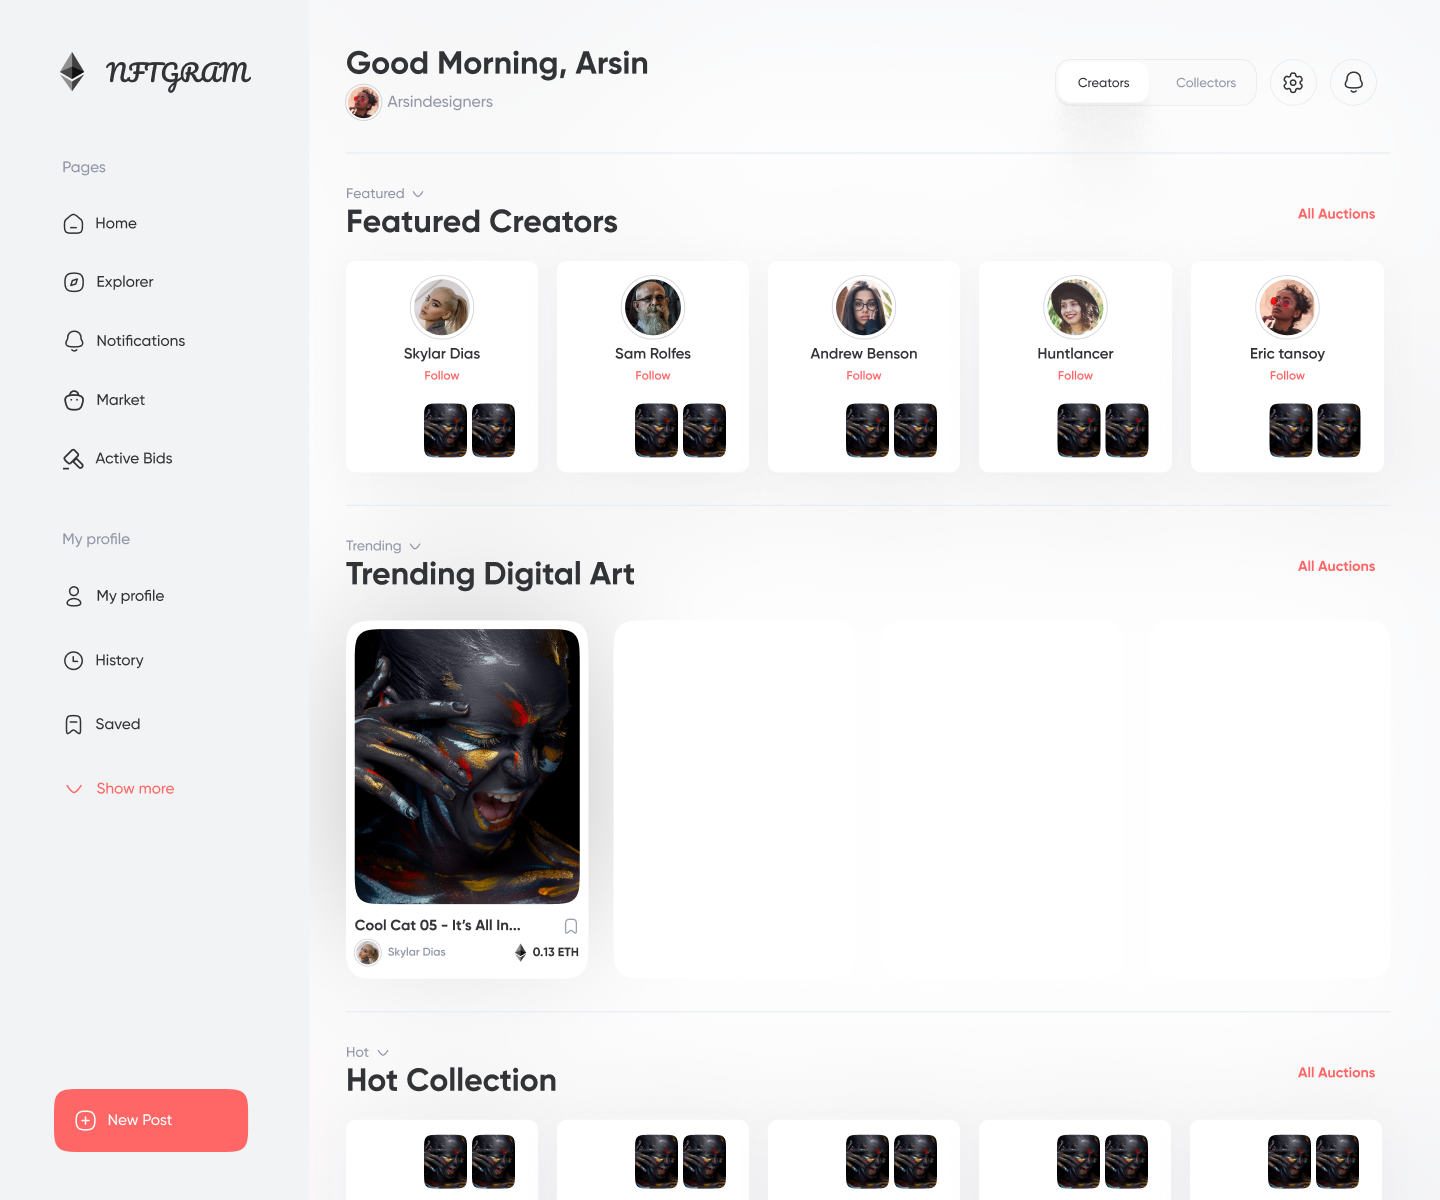 NFTGRAM
Pages
Home
Explorer
Notifications
Market
Active Bids
My profile
My profile
History
Saved
Show more
New Post
Good Morning, Arsin
Arsindesigners
Creators
Collectors
Featured
Featured Creators
All Auctions
Skylar Dias
Follow
Sam Rolfes
Follow
Andrew Benson
Follow
Huntlancer
Follow
Eric tansoy
Follow
Trending
Trending Digital Art
All Auctions
Cool Cat 05 - It’s All In...
Skylar Dias
0.13 ETH
Hot
Hot Collection
All Auctions